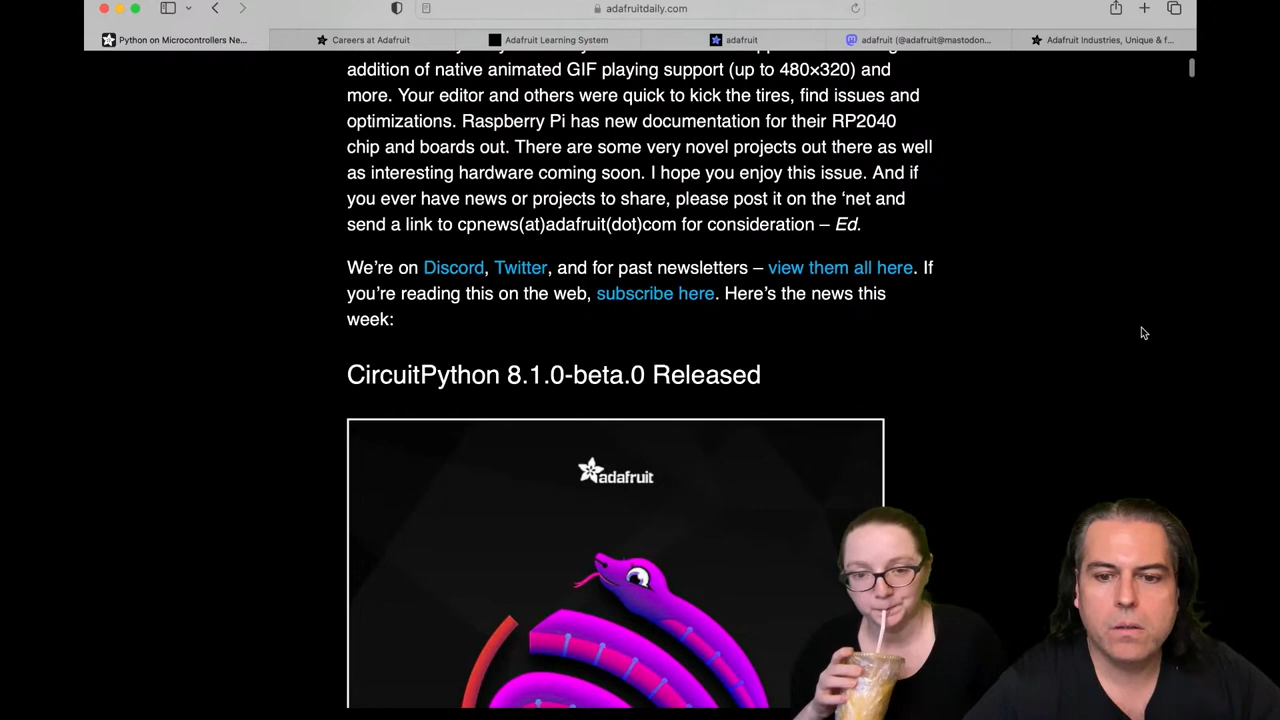 adafruitdaily.com
Python on Microcontrollers Ne...
Careers at Adafruit
Adafruit Learning System
adafruit
adafruit (@adafruit@mastodon...
Adafruit Industries, Unique & f...
addition of native animated GIF playing support (up to 480×320) and
more. Your editor and others were quick to kick the tires, find issues and
optimizations. Raspberry Pi has new documentation for their RP2040
chip and boards out. There are some very novel projects out there as well
as interesting hardware coming soon. I hope you enjoy this issue. And if
you ever have news or projects to share, please post it on the ‘net and
send a link to cpnews(at)adafruit(dot)com for consideration – Ed.
We’re on Discord, Twitter, and for past newsletters – view them all here. If
you’re reading this on the web, subscribe here. Here’s the news this
week:
CircuitPython 8.1.0-beta.0 Released
adafruit